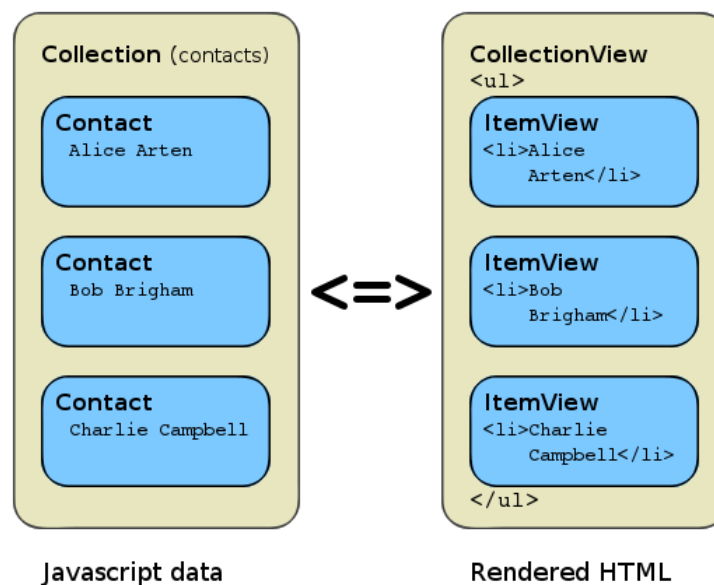 Collection (contacts)
Contact
Alice Arten
Contact
Bob Brigham
Contact
Charlie Campbell
Javascript data
<=>
CollectionView
<ul>
ItemView
<li>Alice
Arten</li>
ItemView
<li>Bob
Brigham</li>
ItemView
<li>Charlie
Campbell</li>
</ul>
Rendered HTML